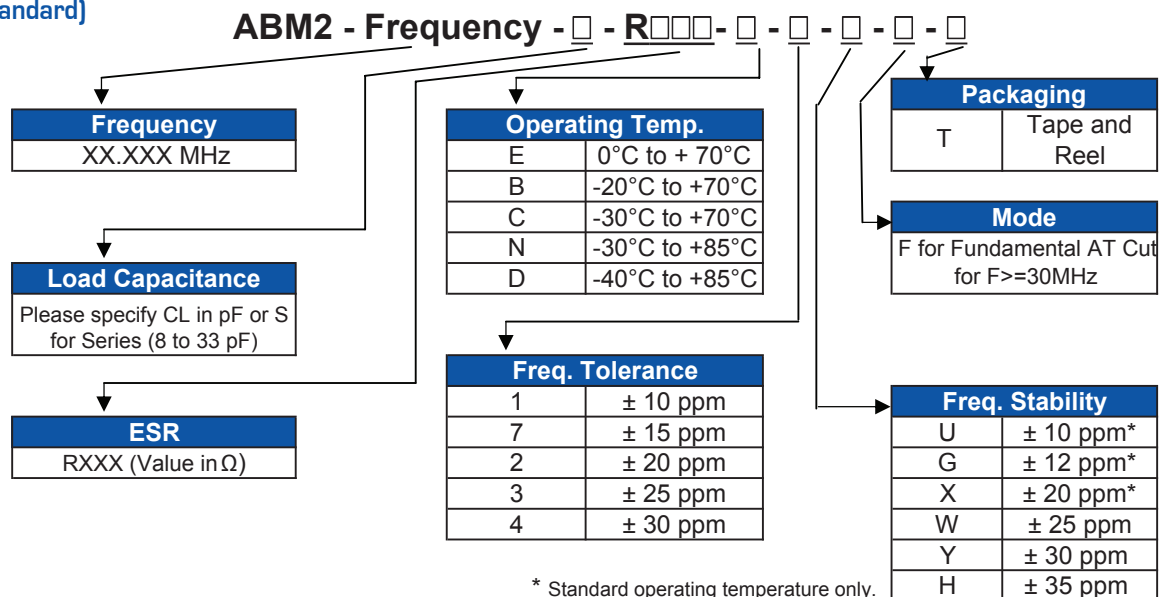 andard)
ABM2 - Frequency - □ - R□□□- □ - □ - □ - □ - □
Frequency
XX.XXX MHz
Load Capacitance
Please specify CL in pF or S
for Series (8 to 33 pF)
ESR
RXXX (Value in Ω)
Operating Temp.
E 0°C to + 70°C
B -20°C to +70°C
C -30°C to +70°C
N -30°C to +85°C
D -40°C to +85°C
Freq. Tolerance
1 ± 10 ppm
7 ± 15 ppm
2 ± 20 ppm
3 ± 25 ppm
4 ± 30 ppm
Packaging
T Tape and
Reel
Mode
F for Fundamental AT Cut
for F>=30MHz
Freq. Stability
U ± 10 ppm*
G ± 12 ppm*
X ± 20 ppm*
W ± 25 ppm
Y ± 30 ppm
H ± 35 ppm
* Standard operating temperature only.